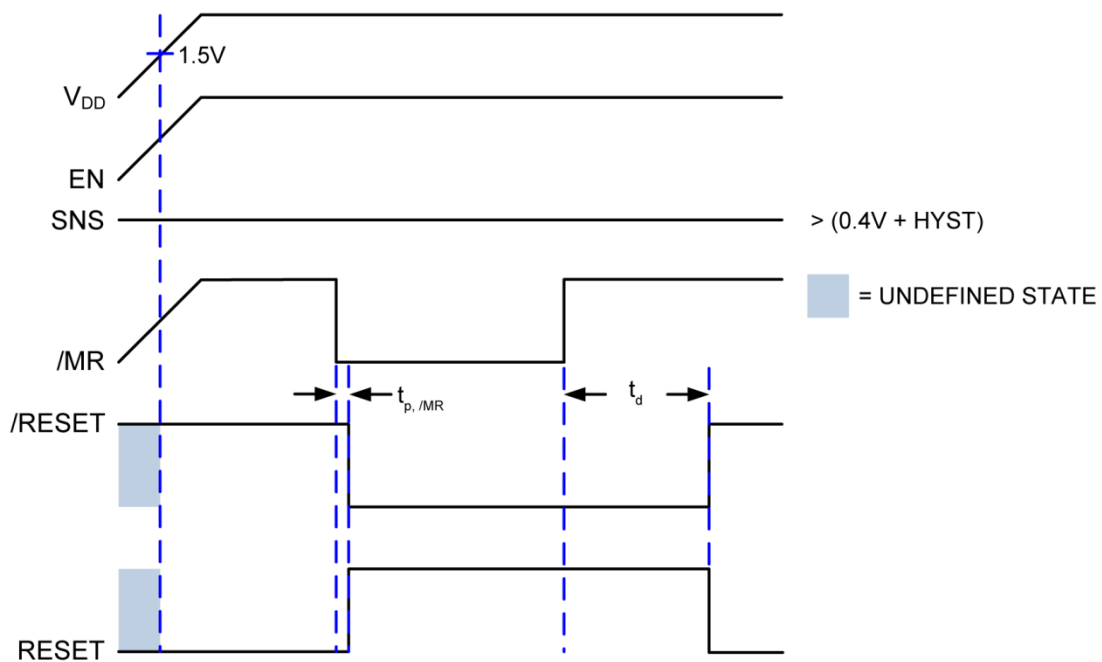 1.5V
VDD
EN
SNS
> (0.4V + HYST)
= UNDEFINED STATE
/MR
tp, /MR
td
/RESET
RESET